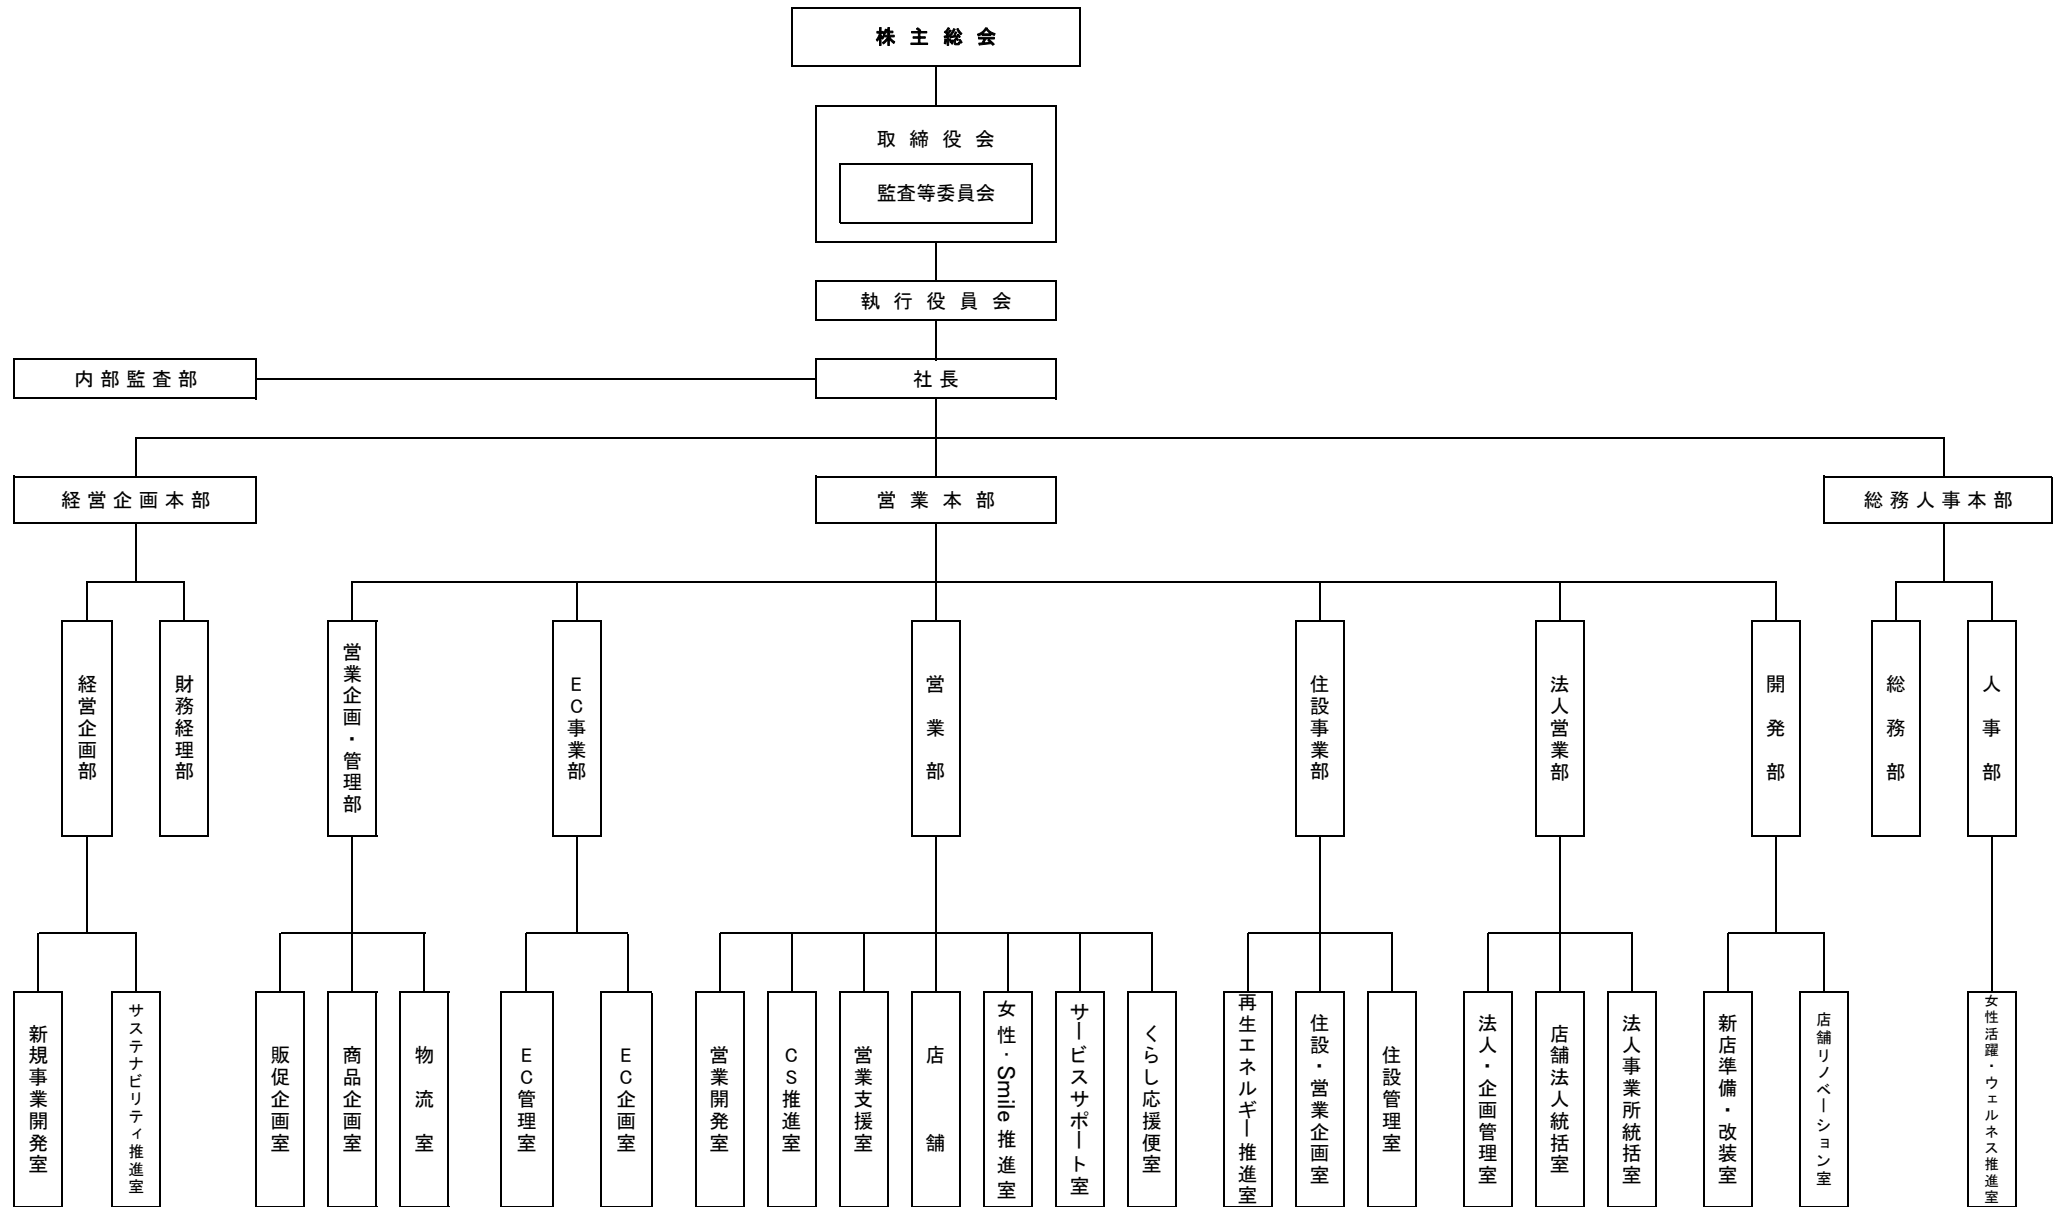 株主総会
取締役会
監査等委員会
執行役員会
内部監査部
社長
経営企画本部
営業本部
総務人事本部
経営企画部
財務経理部
営業企画・管理部
EC事業部
営業部
住設事業部
法人営業部
開発部
総務部
人事部
新規事業開発室
サステナビリティ推進室
販促企画室
商品企画室
物流室
EC管理室
EC企画室
営業開発室
CS推進室
営業支援室
店舗
女性・Smile推進室
サービスサポート室
くらし応援便室
再生エネルギー推進室
住設・営業企画室
住設管理室
法人・企画管理室
店舗法人統括室
法人事業所統括室
新店準備・改装室
店舗リノベーション室
女性活躍・ウェルネス推進室